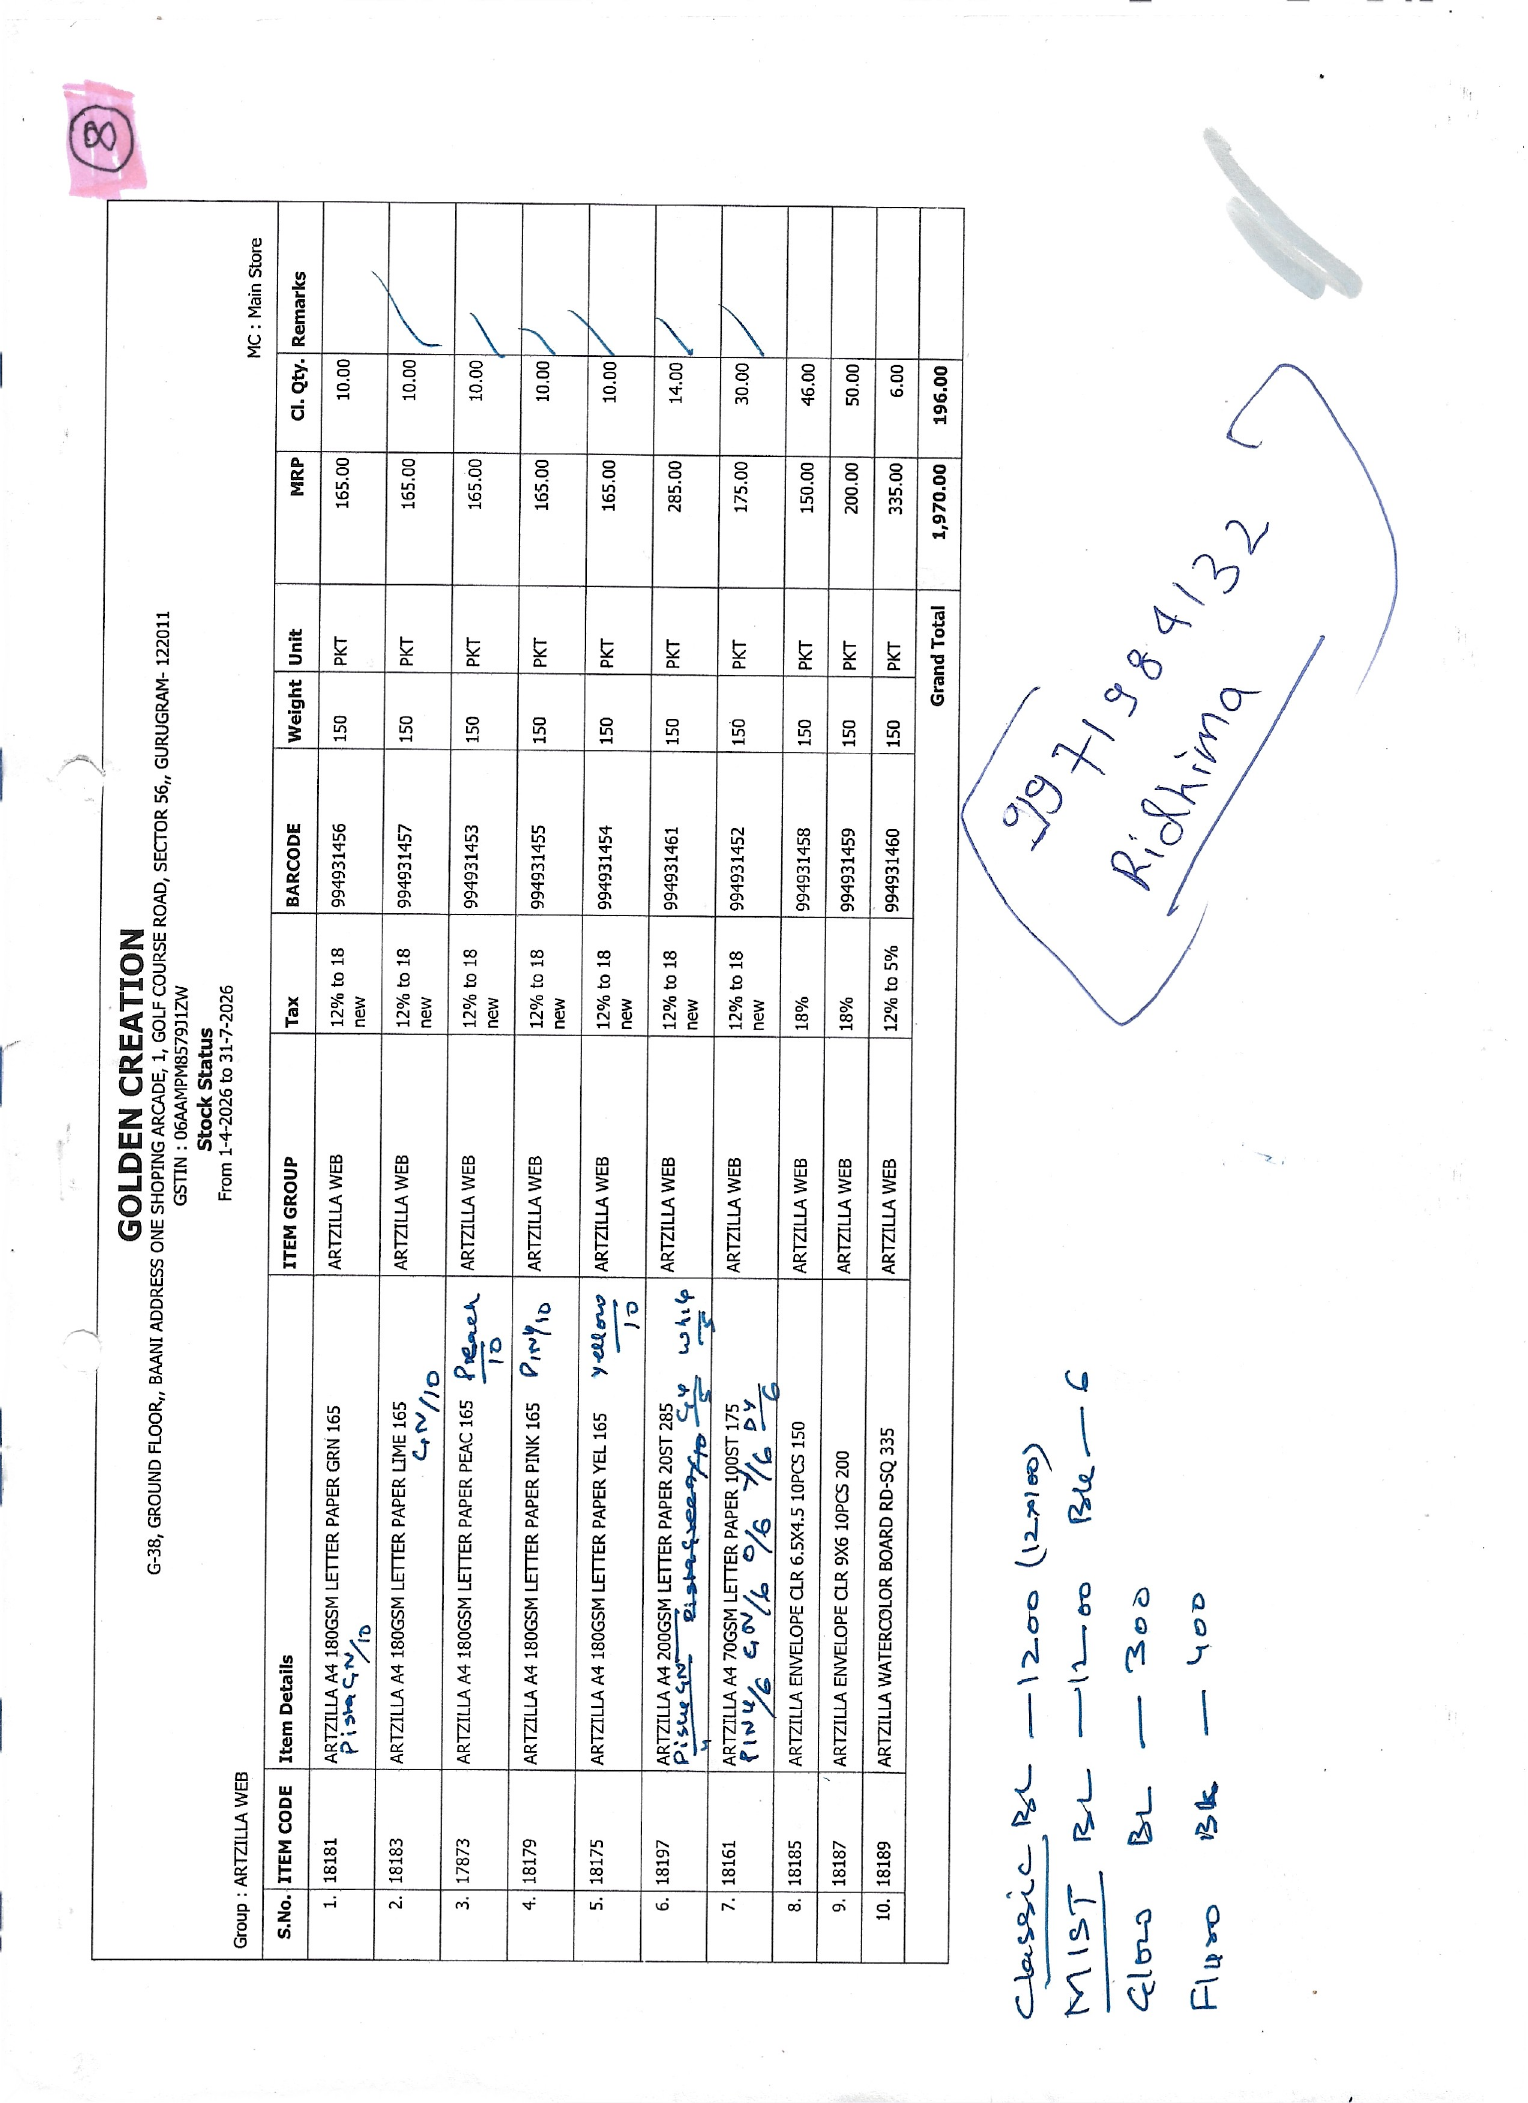 8
GOLDEN CREATION
G-38, GROUND FLOOR,, BAANI ADDRESS ONE SHOPING ARCADE, 1, GOLF COURSE ROAD, SECTOR 56,, GURUGRAM- 122011
GSTIN : 06AAMPM8579J1ZW
Stock Status
From 1-4-2026 to 31-7-2026
Group : ARTZILLA WEB MC : Main Store
S.No. ITEM CODE Item Details ITEM GROUP Tax BARCODE Weight Unit MRP Cl. Qty. Remarks
1. 18181 ARTZILLA A4 180GSM LETTER PAPER GRN 165 ARTZILLA WEB 12% to 18 new 994931456 150 PKT 165.00 10.00
Pista GN/10
2. 18183 ARTZILLA A4 180GSM LETTER PAPER LIME 165 ARTZILLA WEB 12% to 18 new 994931457 150 PKT 165.00 10.00
GN/10
3. 17873 ARTZILLA A4 180GSM LETTER PAPER PEAC 165 ARTZILLA WEB 12% to 18 new 994931453 150 PKT 165.00 10.00
10
4. 18179 ARTZILLA A4 180GSM LETTER PAPER PINK 165 ARTZILLA WEB 12% to 18 new 994931455 150 PKT 165.00 10.00
5. 18175 ARTZILLA A4 180GSM LETTER PAPER YEL 165 ARTZILLA WEB 12% to 18 new 994931454 150 PKT 165.00 10.00
yellow 10
6. 18197 ARTZILLA A4 200GSM LETTER PAPER 20ST 285 ARTZILLA WEB 12% to 18 new 994931461 150 PKT 285.00 14.00
7. 18161 ARTZILLA A4 70GSM LETTER PAPER 100ST 175 ARTZILLA WEB 12% to 18 new 994931452 150 PKT 175.00 30.00
PINK/6 GN/6 O/6 Y/6 DY/6
8. 18185 ARTZILLA ENVELOPE CLR 6.5X4.5 10PCS 150 ARTZILLA WEB 18% 994931458 150 PKT 150.00 46.00
9. 18187 ARTZILLA ENVELOPE CLR 9X6 10PCS 200 ARTZILLA WEB 18% 994931459 150 PKT 200.00 50.00
10. 18189 ARTZILLA WATERCOLOR BOARD RD-SQ 335 ARTZILLA WEB 12% to 5% 994931460 150 PKT 335.00 6.00
Grand Total 1,970.00 196.00
Classic BL — 1200 (12x100)
MIST BL — 1200 Blk — 6
Glow BL — 300
Fluro Blk — 400
9971984132
Ridhima